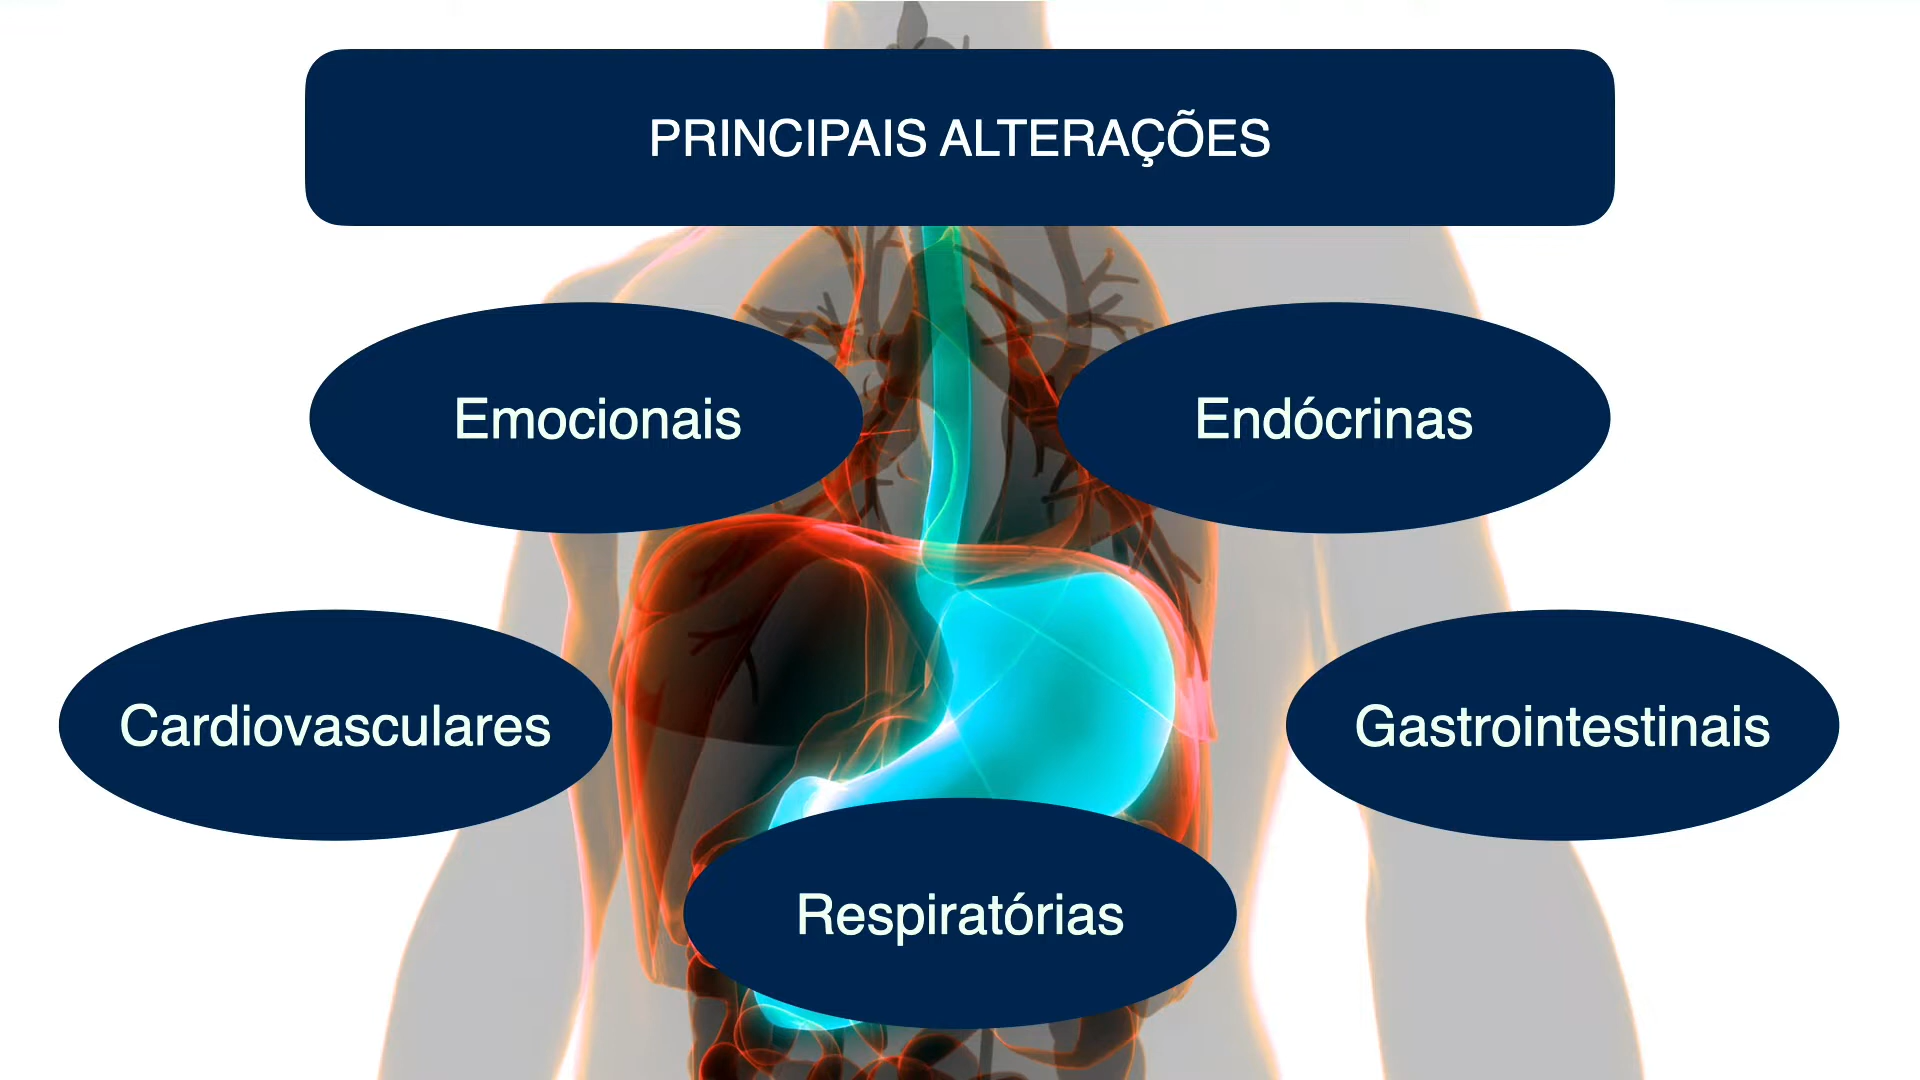 PRINCIPAIS ALTERAÇÕES
Emocionais
Endócrinas
Cardiovasculares
Gastrointestinais
Respiratórias